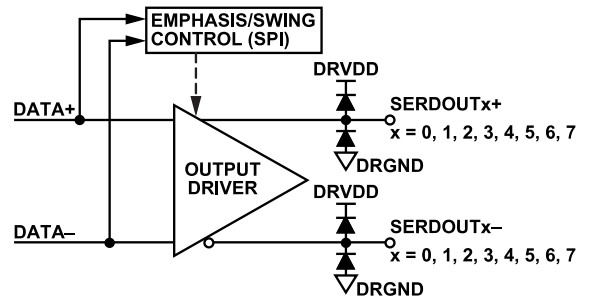 EMPHASIS/SWING
CONTROL (SPI)
DRVDD
DATA+
SERDOUTx+
x = 0, 1, 2, 3, 4, 5, 6, 7
DRGND
OUTPUT
DRIVER
DRVDD
DATA–
SERDOUTx–
x = 0, 1, 2, 3, 4, 5, 6, 7
DRGND